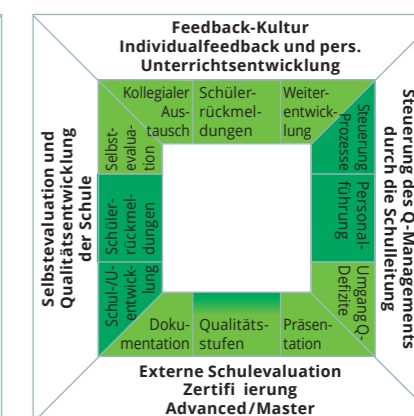 Feedback-Kultur
Individualfeedback und pers.
Unterrichtsentwicklung
Kollegialer
Aus-
tausch
Schüler-
rückmel-
dungen
Weiter-
entwick-
lung
Selbstevaluation und
Qualitätsentwicklung
der Schule
Selbst-
evalua-
tion
Schüler-
rückmel-
dungen
Schul-/U-
entwick-
lung
Steuerung
Prozesse
Personal-
führung
Umgang Q-
Defizite
Steuerung des Q-Managements
durch die Schulleitung
Doku-
mentation
Qualitäts-
stufen
Präsen-
tation
Externe Schulevaluation
Zertifi ierung
Advanced/Master